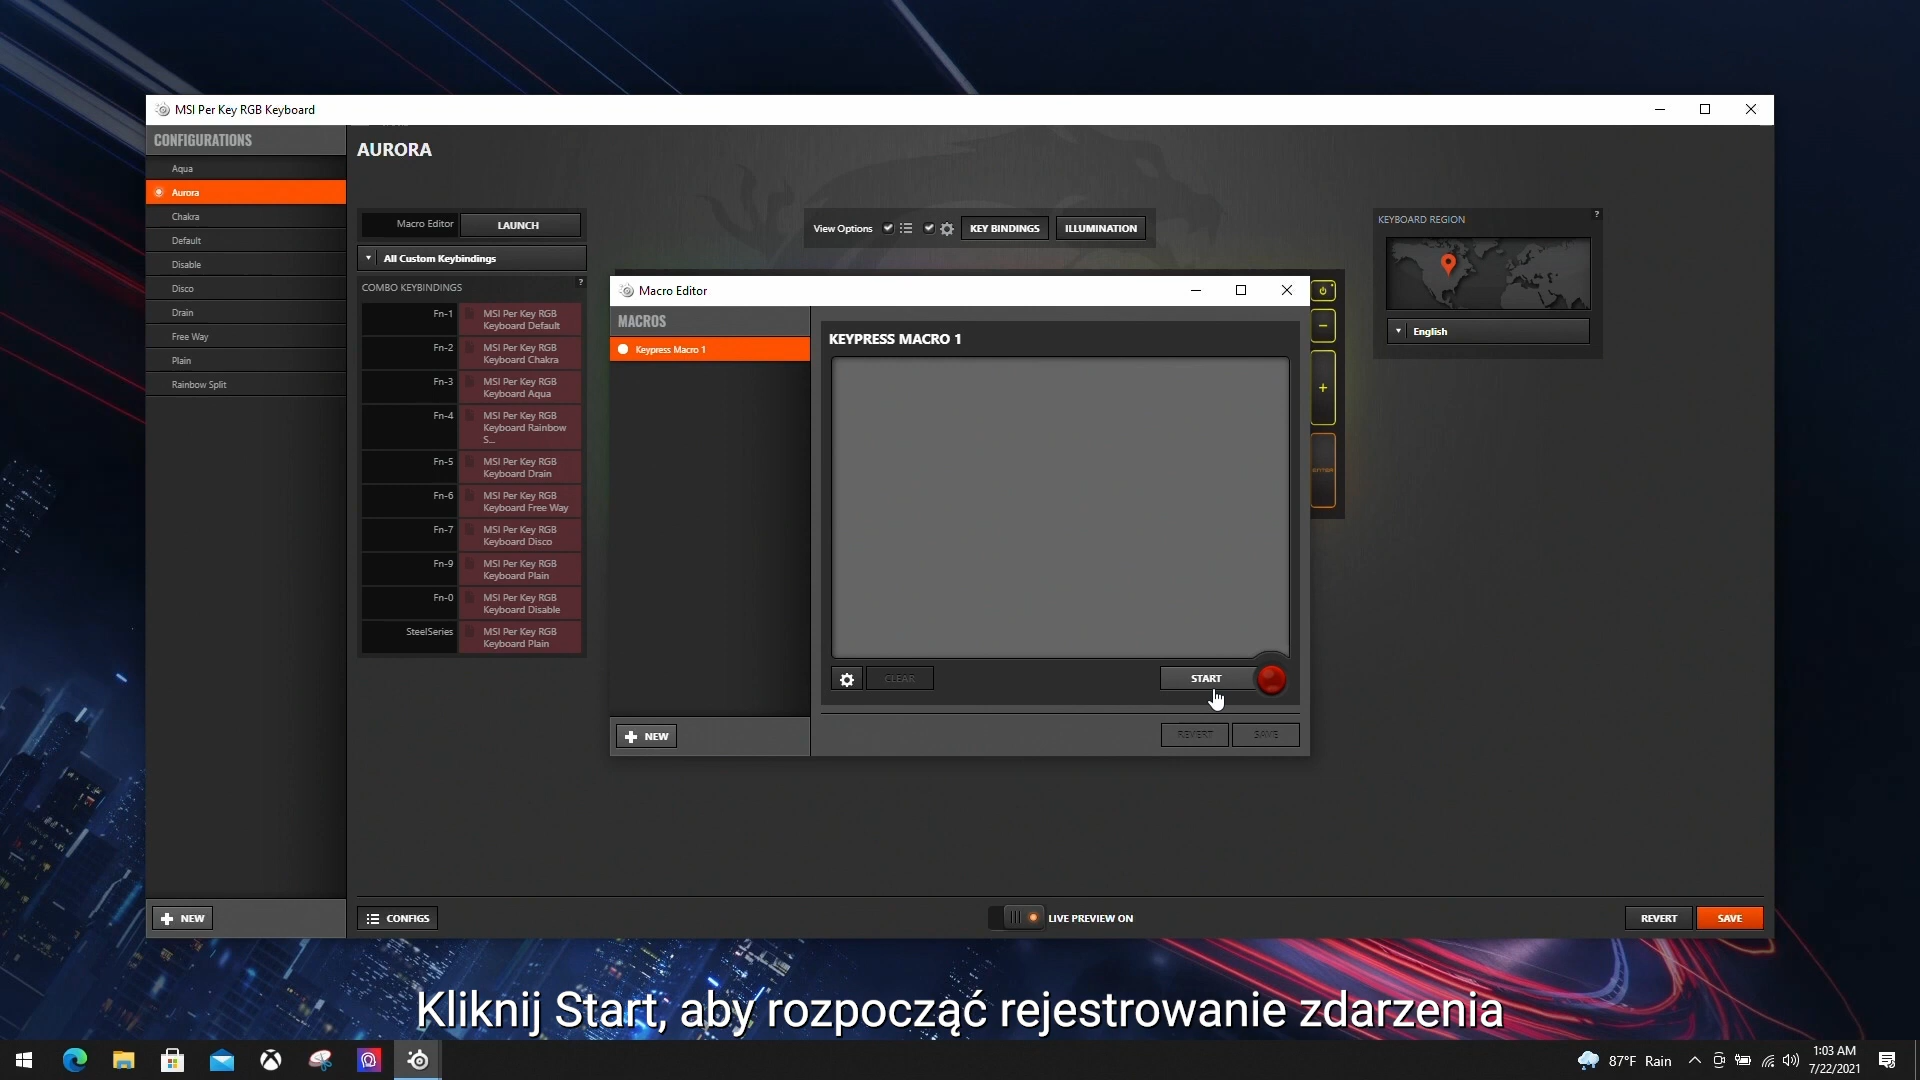 MSI Per Key RGB Keyboard
CONFIGURATIONS
Aqua
Aurora
Chakra
Default
Disable
Disco
Drain
Free Way
Plain
Rainbow Split
NEW
AURORA
Macro Editor
LAUNCH
All Custom Keybindings
COMBO KEYBINDINGS
?
Fn-1
MSI Per Key RGB
Keyboard Default
Fn-2
MSI Per Key RGB
Keyboard Chakra
Fn-3
MSI Per Key RGB
Keyboard Aqua
Fn-4
MSI Per Key RGB
Keyboard Rainbow
S...
Fn-5
MSI Per Key RGB
Keyboard Drain
Fn-6
MSI Per Key RGB
Keyboard Free Way
Fn-7
MSI Per Key RGB
Keyboard Disco
Fn-9
MSI Per Key RGB
Keyboard Plain
Fn-0
MSI Per Key RGB
Keyboard Disable
SteelSeries
MSI Per Key RGB
Keyboard Plain
View Options
KEY BINDINGS
ILLUMINATION
KEYBOARD REGION
?
English
Macro Editor
MACROS
Keypress Macro 1
NEW
KEYPRESS MACRO 1
CLEAR
START
REVERT
SAVE
−
+
ENTER
CONFIGS
LIVE PREVIEW ON
REVERT
SAVE
Kliknij Start, aby rozpocząć rejestrowanie zdarzenia
87°F Rain
1:03 AM
7/22/2021